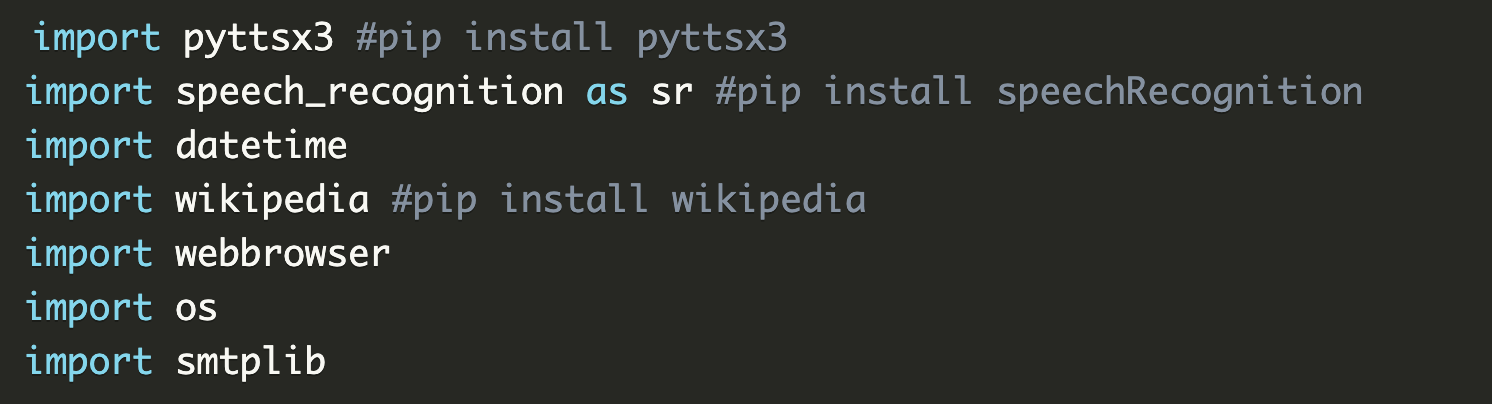 import pyttsx3 #pip install pyttsx3
import speech_recognition as sr #pip install speechRecognition
import datetime
import wikipedia #pip install wikipedia
import webbrowser
import os
import smtplib